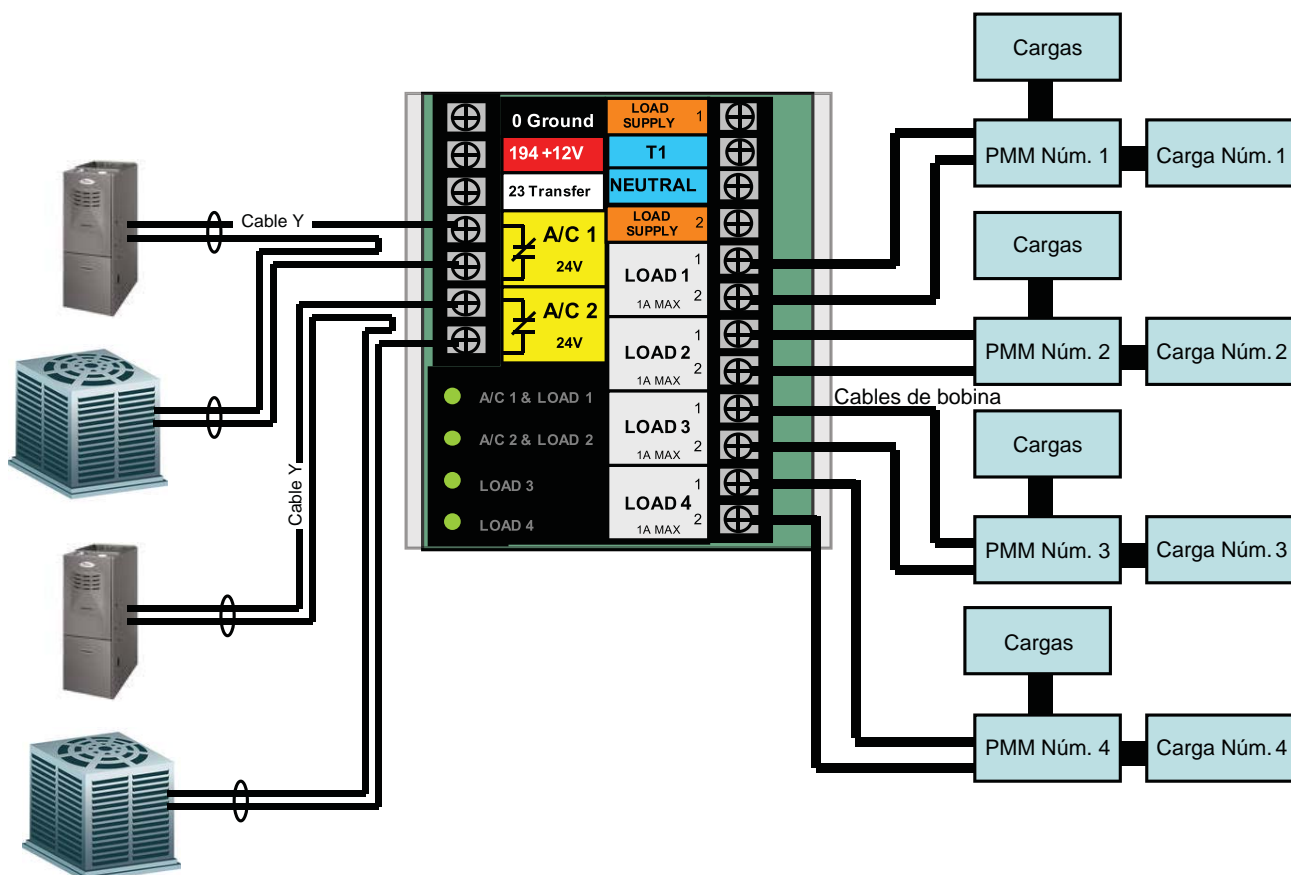 Cable Y
Cable Y
0 Ground
194 +12V
23 Transfer
A/C 1
24V
A/C 2
24V
A/C 1 & LOAD 1
A/C 2 & LOAD 2
LOAD 3
LOAD 4
LOAD
SUPPLY 1
T1
NEUTRAL
LOAD
SUPPLY 2
1
LOAD 1
1A MAX 2
1
LOAD 2
2
1A MAX
1
LOAD 3
2
1A MAX
1
LOAD 4
2
1A MAX
Cables de bobina
Cargas
PMM Núm. 1
Carga Núm. 1
Cargas
PMM Núm. 2
Carga Núm. 2
Cargas
PMM Núm. 3
Carga Núm. 3
Cargas
PMM Núm. 4
Carga Núm. 4